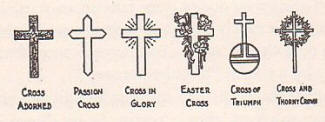 CROSS ADORNED
PASSION CROSS
CROSS IN GLORY
EASTER CROSS
CROSS OF TRIUMPH
CROSS AND THORNY CROWN